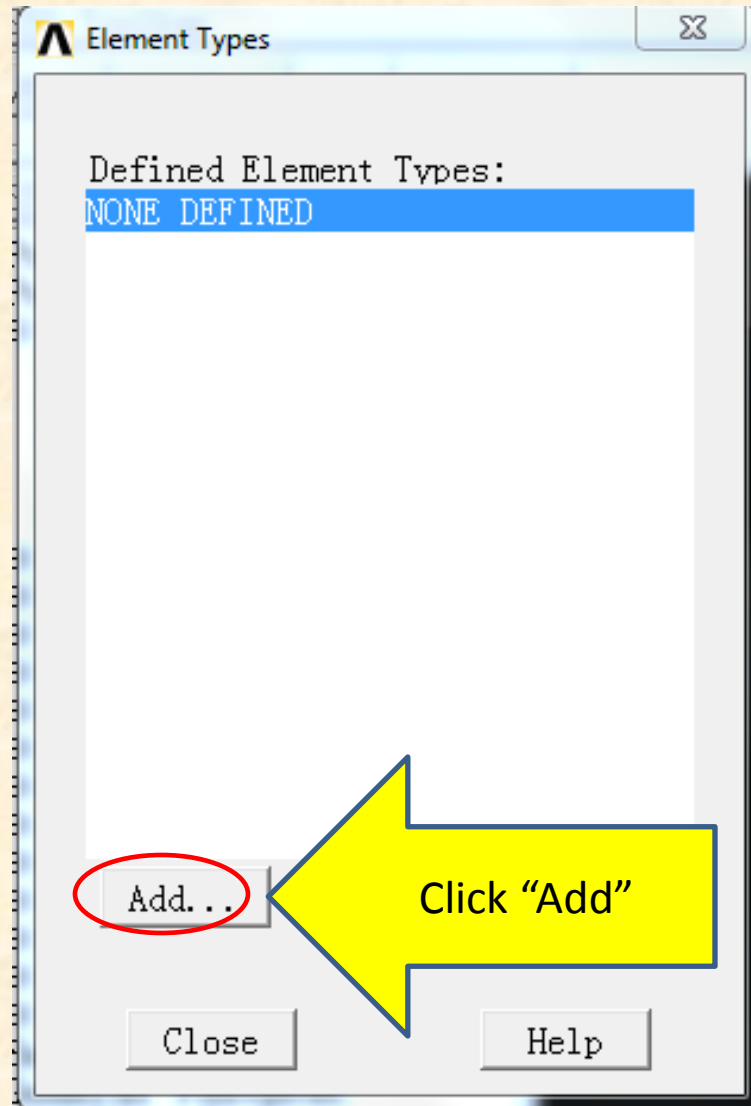 Element Types
Defined Element Types:
NONE DEFINED
Add...
Click “Add”
Close
Help